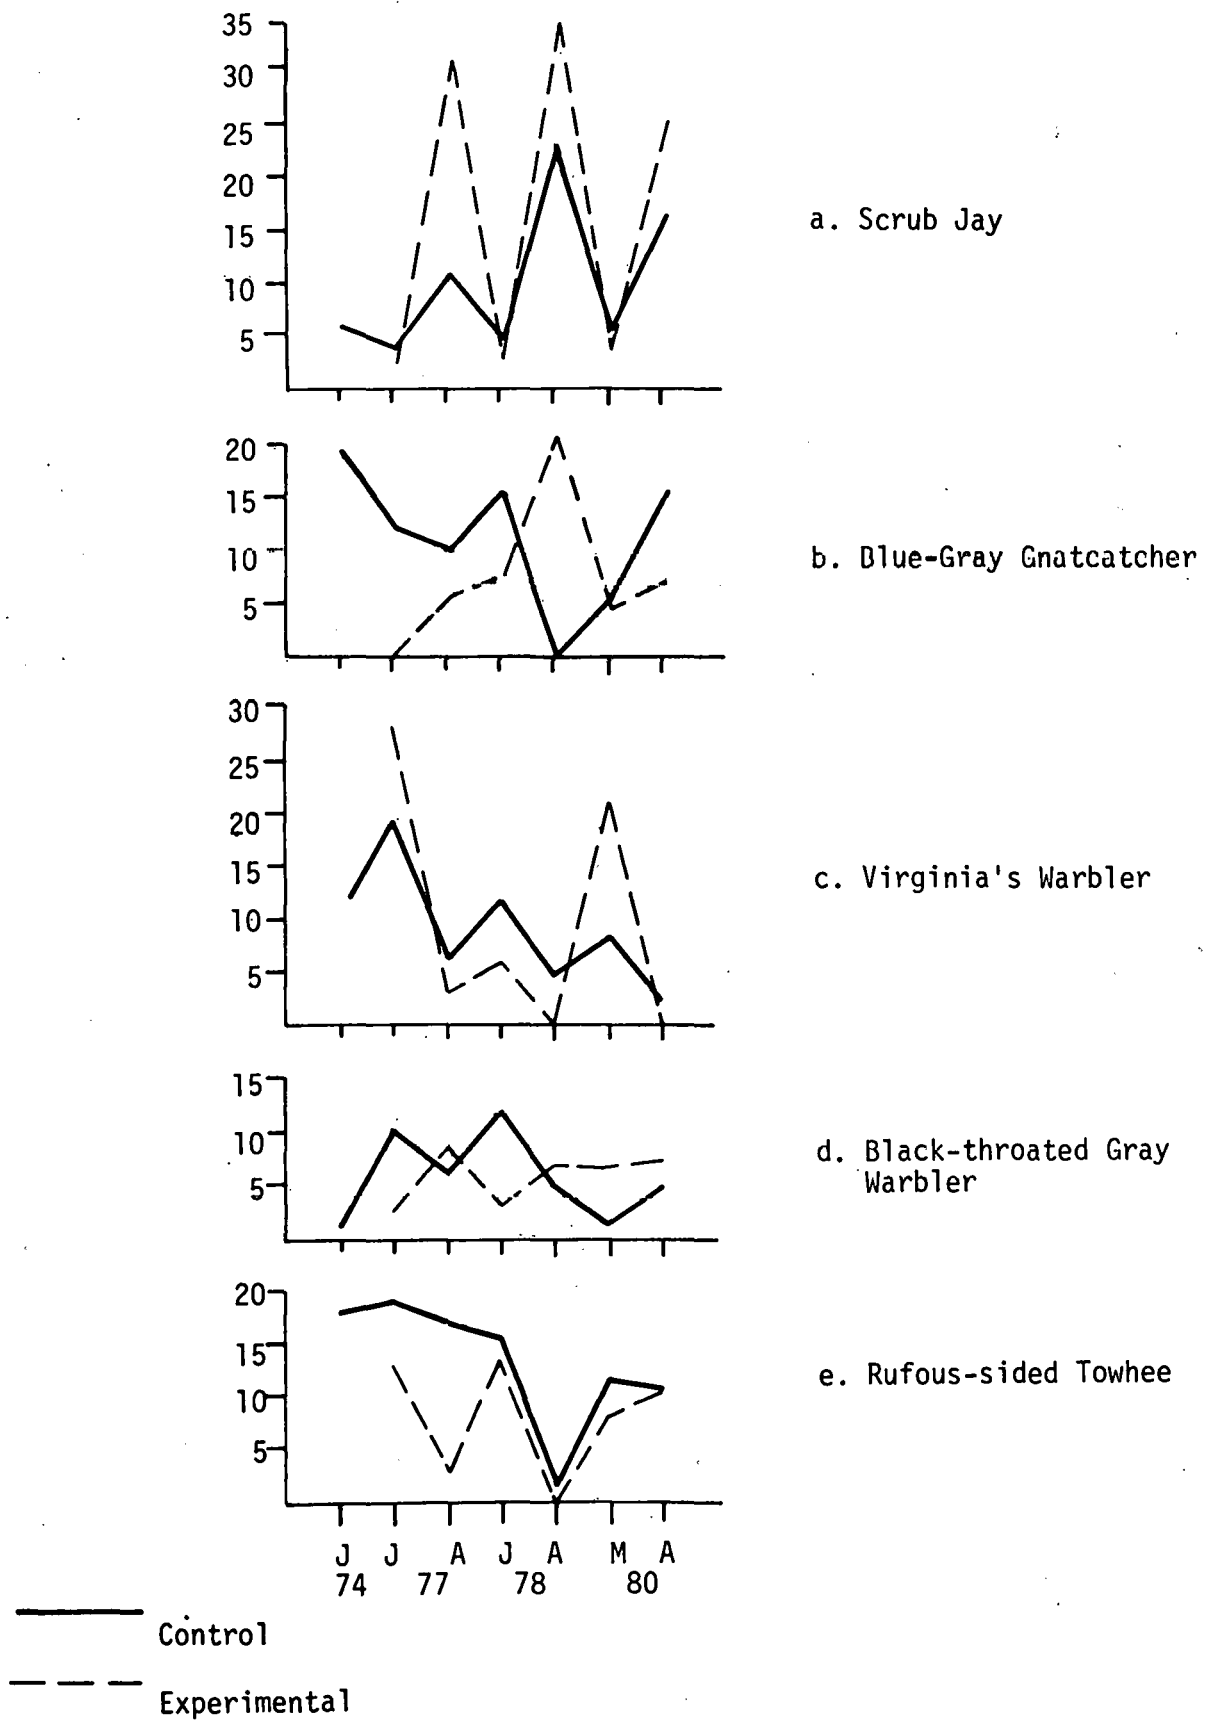 35
30
25
20
15
10
5
a. Scrub Jay
20
15
10
5
b. Blue-Gray Gnatcatcher
30
25
20
15
10
5
c. Virginia's Warbler
15
10
5
d. Black-throated Gray
Warbler
20
15
10
5
e. Rufous-sided Towhee
J J A J A M A
74 77 78 80
Control
Experimental